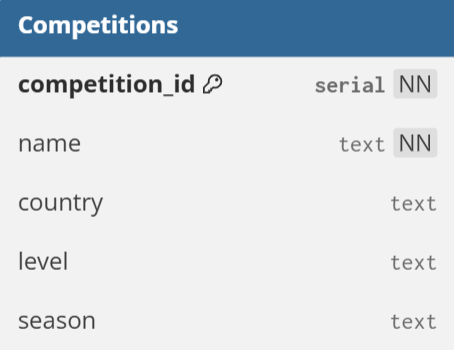 Competitions
competition_id serial NN
name text NN
country text
level text
season text